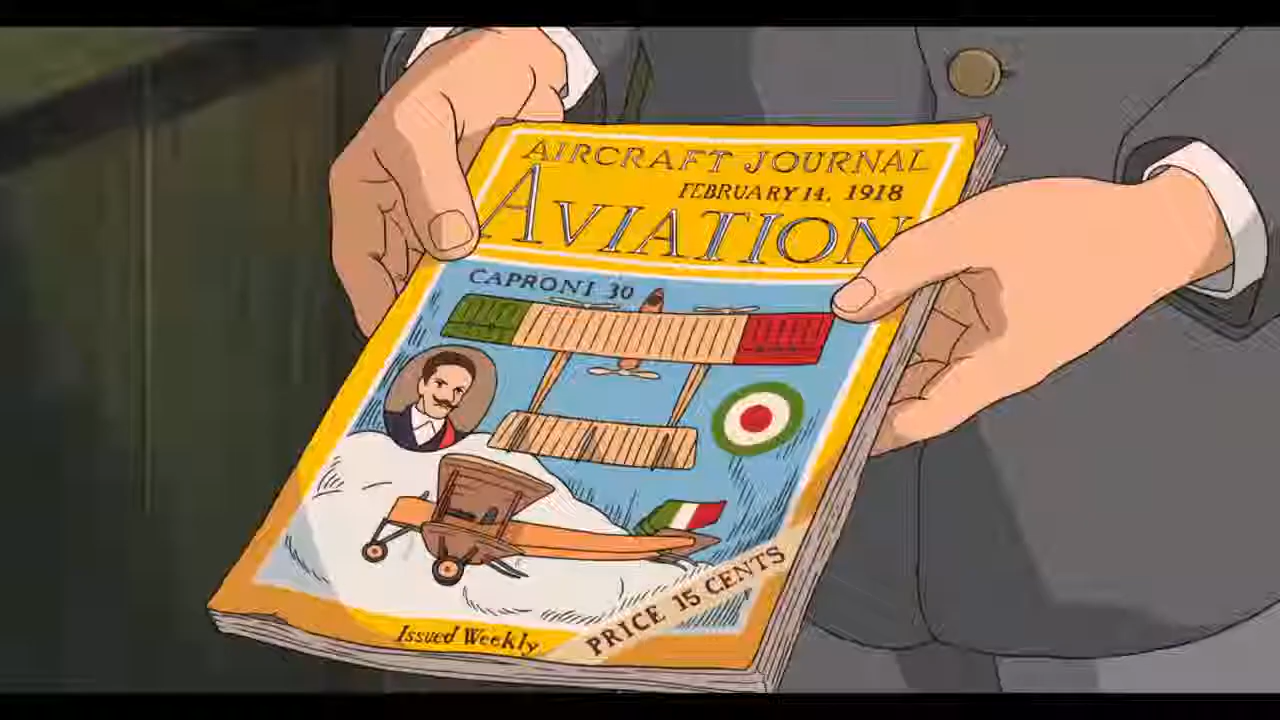 AIRCRAFT JOURNAL
FEBRUARY 14, 1918
AVIATION
CAPRONI 30
PRICE 15 CENTS
Issued Weekly